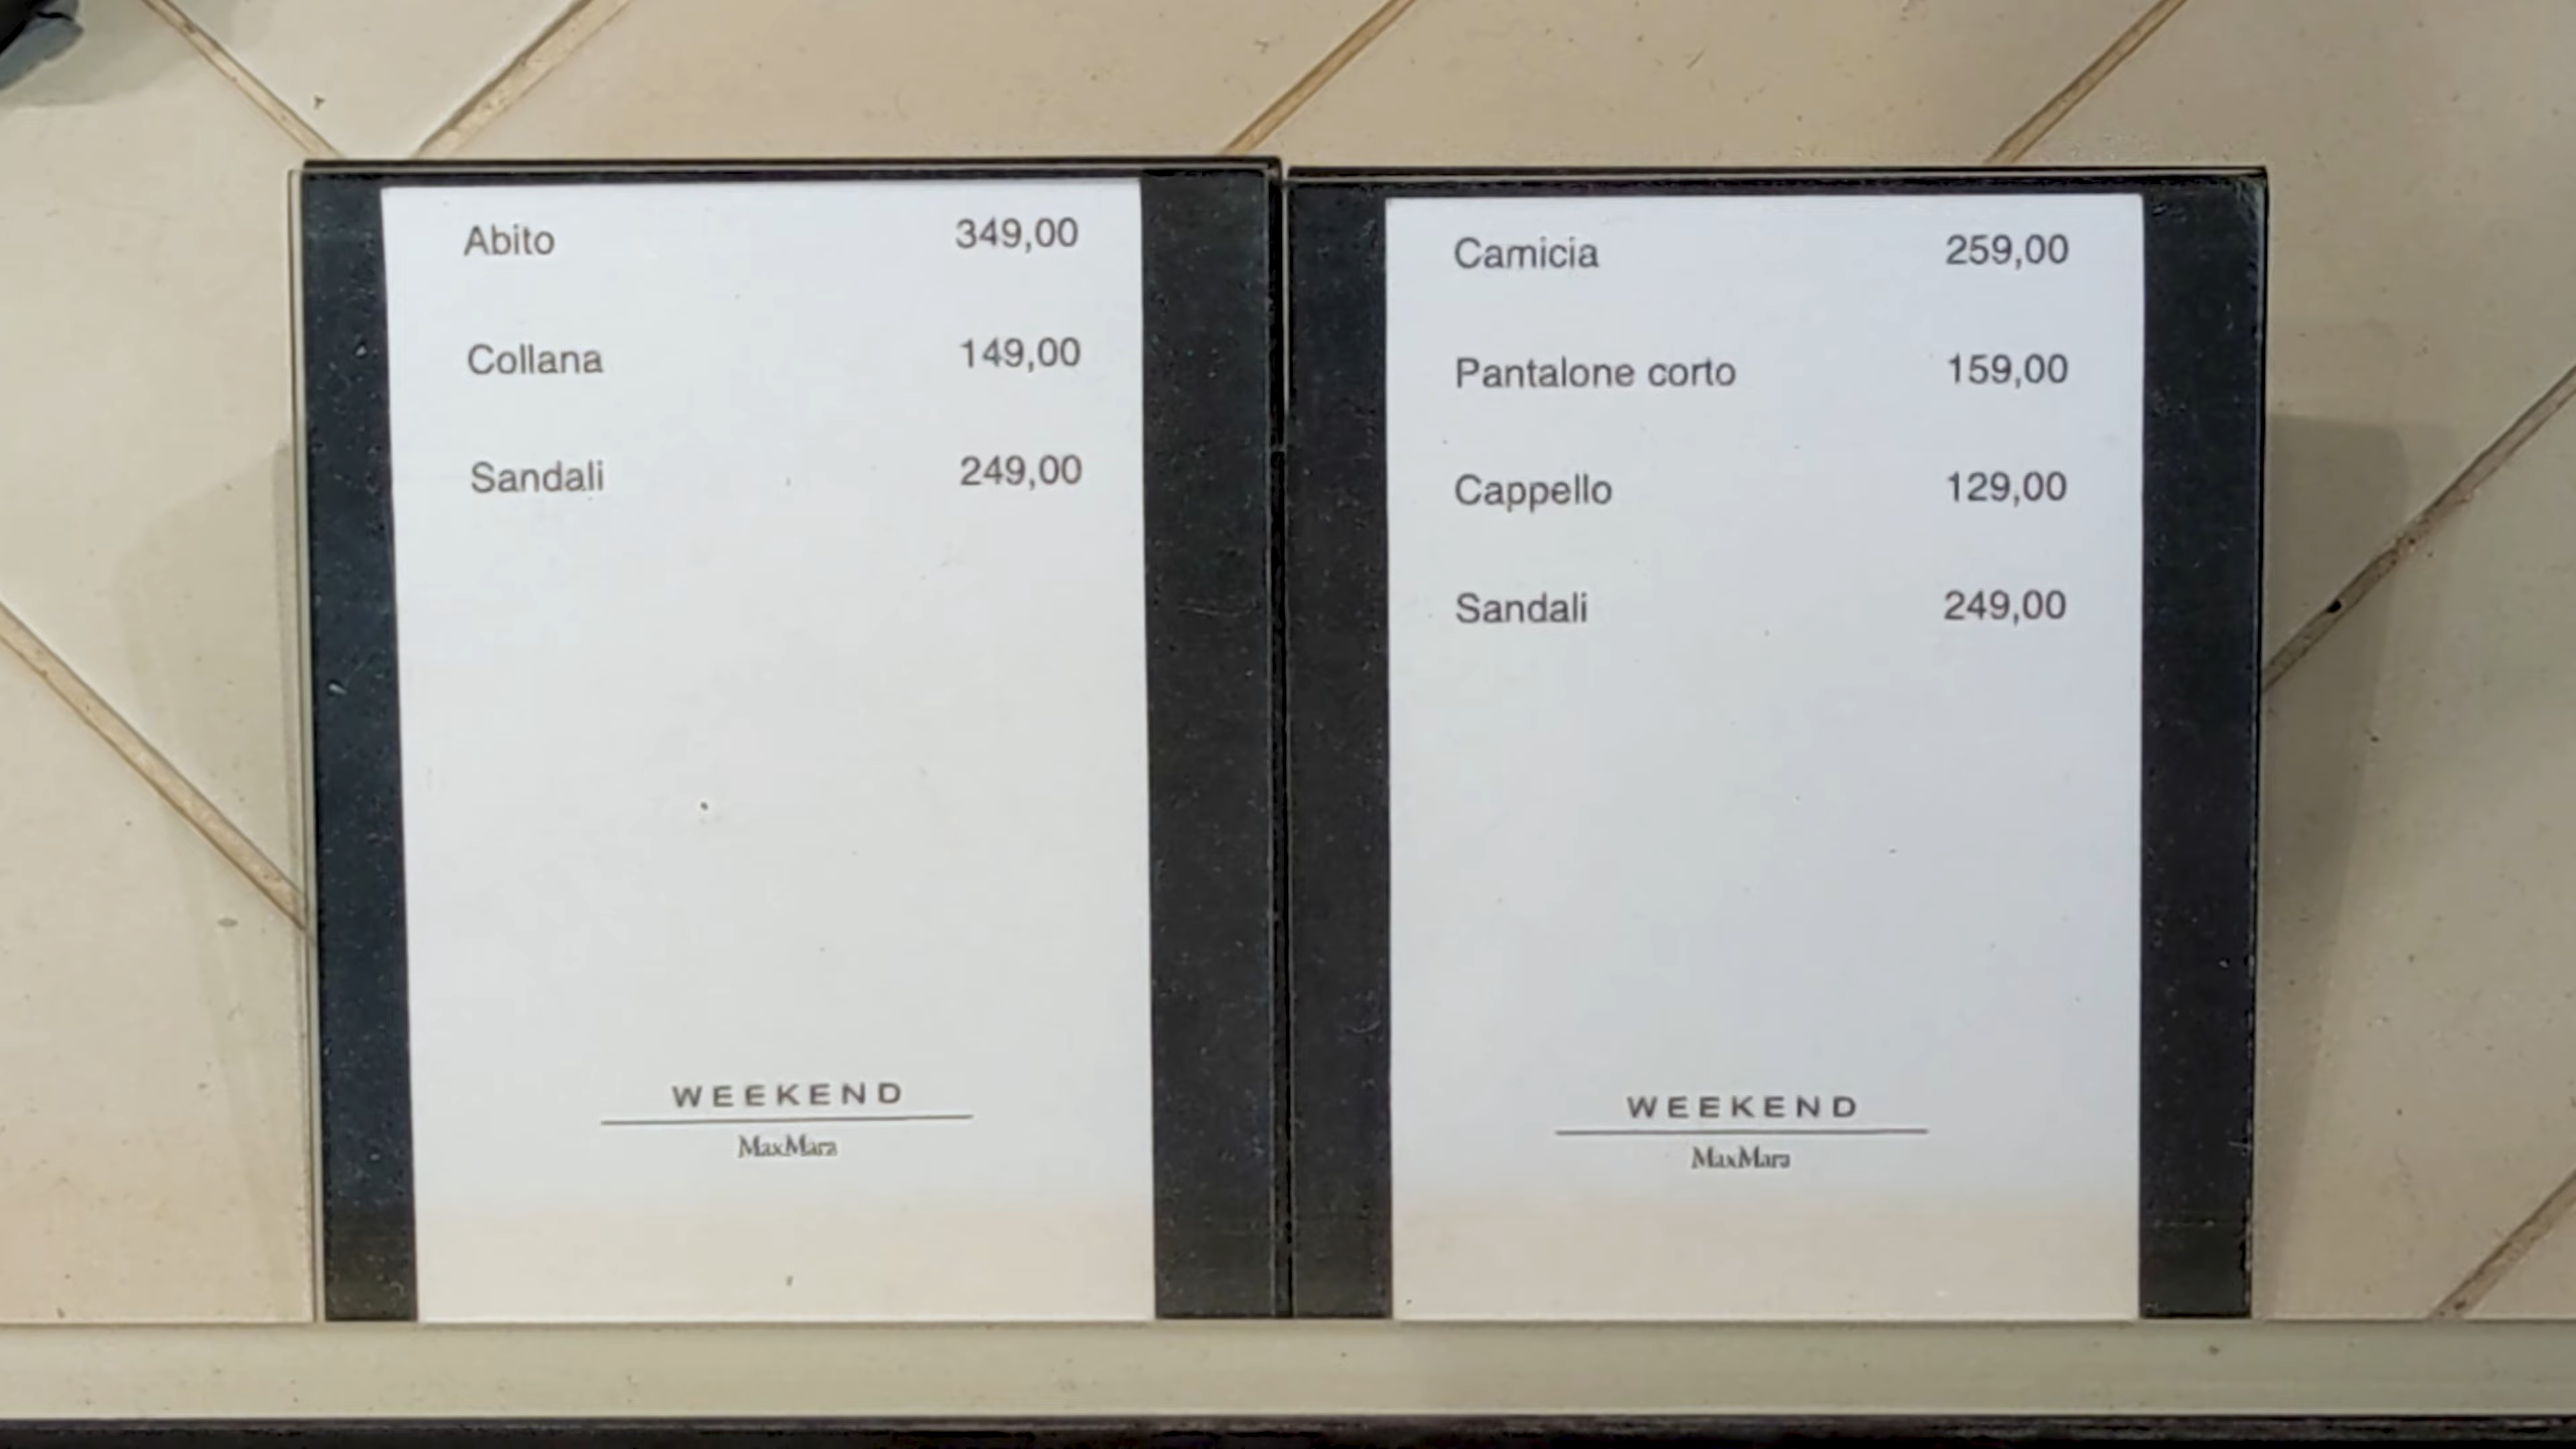 Abito 349,00
Collana 149,00
Sandali 249,00
WEEKEND
MaxMara
Camicia 259,00
Pantalone corto 159,00
Cappello 129,00
Sandali 249,00
WEEKEND
MaxMara